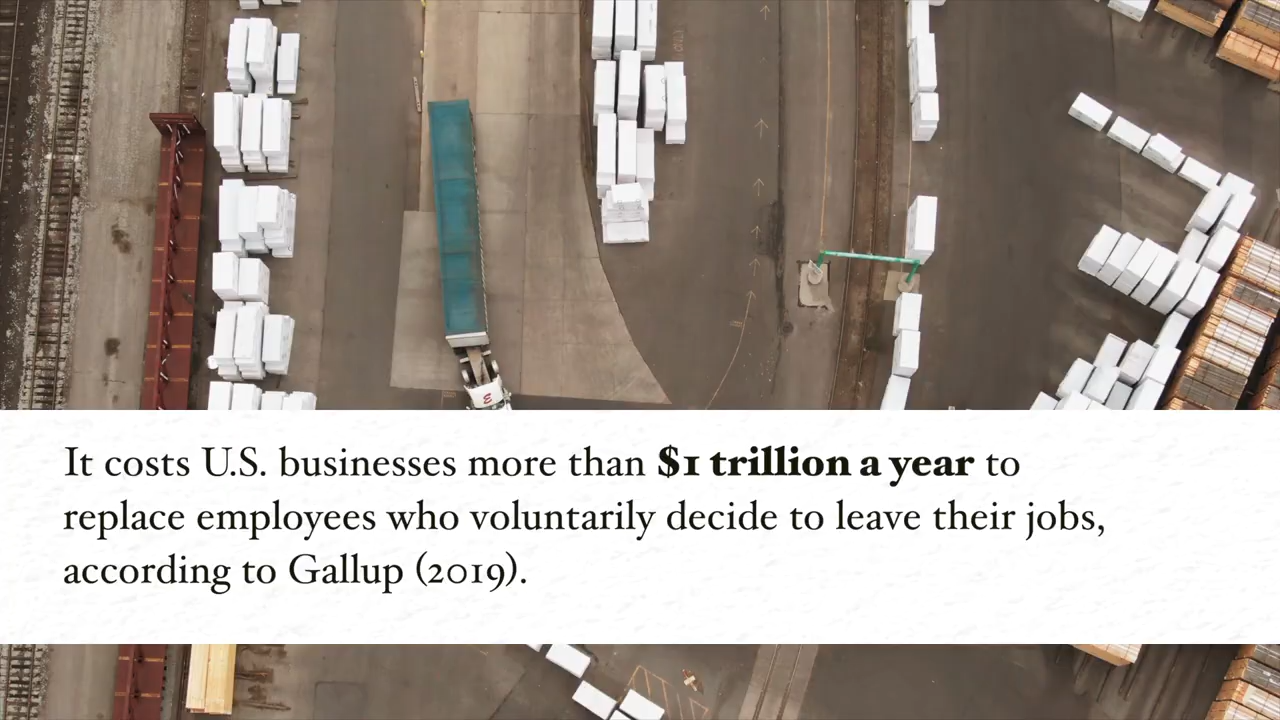 It costs U.S. businesses more than $1 trillion a year to
replace employees who voluntarily decide to leave their jobs,
according to Gallup (2019).